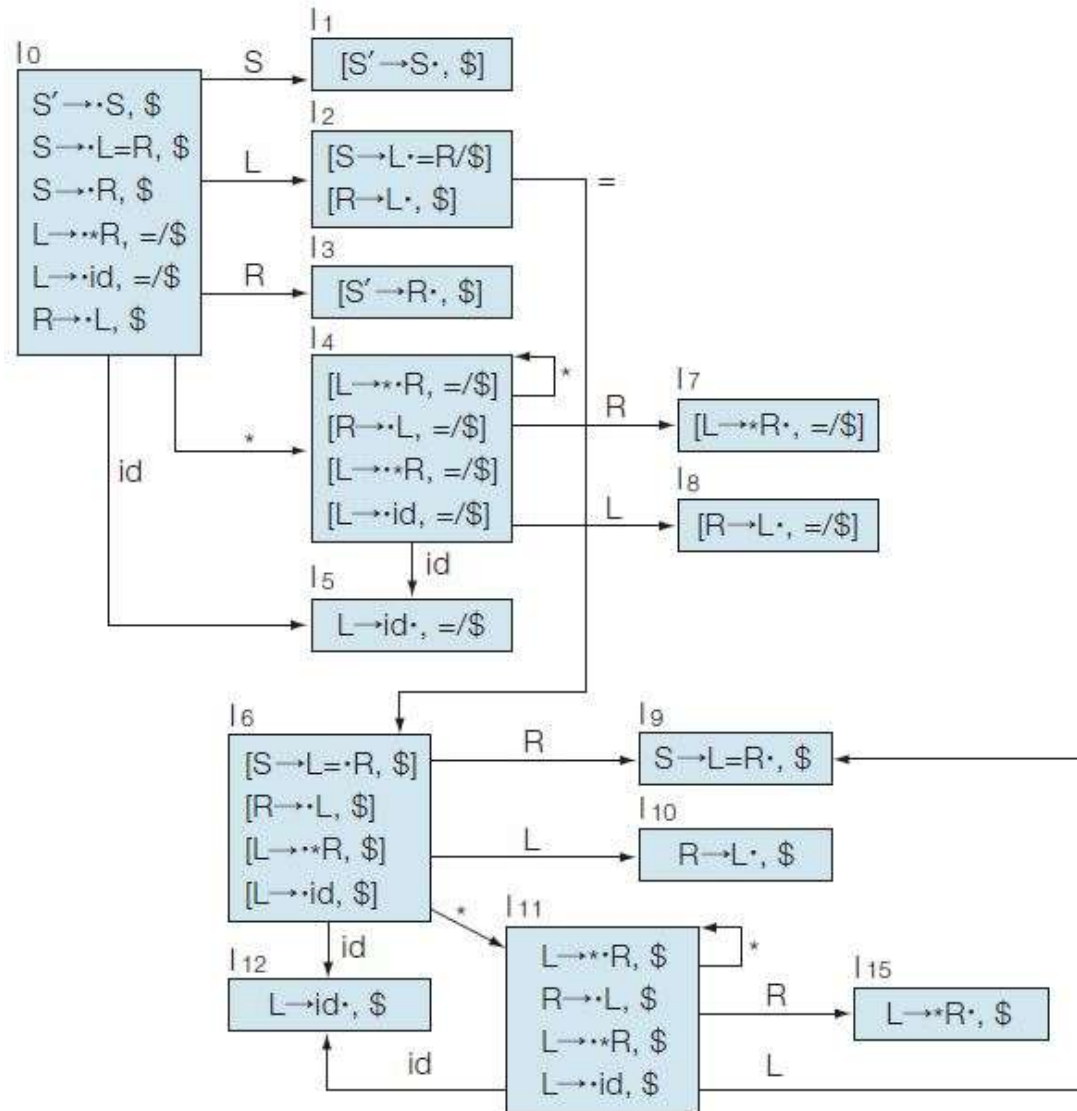 I0
S′→·S, $
S→·L=R, $
S→·R, $
L→·*R, =/$
L→·id, =/$
R→·L, $
S
L
R
*
id
I1
[S′→S·, $]
I2
[S→L·=R/$]
[R→L·, $]
=
I3
[S′→R·, $]
I4
[L→*·R, =/$]
[R→·L, =/$]
[L→·*R, =/$]
[L→·id, =/$]
*
R
L
id
I7
[L→*R·, =/$]
I8
[R→L·, =/$]
I5
L→id·, =/$
I6
[S→L=·R, $]
[R→·L, $]
[L→·*R, $]
[L→·id, $]
R
L
*
id
I9
S→L=R·, $
I10
R→L·, $
I12
L→id·, $
I11
L→*·R, $
R→·L, $
L→·*R, $
L→·id, $
*
R
L
id
I15
L→*R·, $